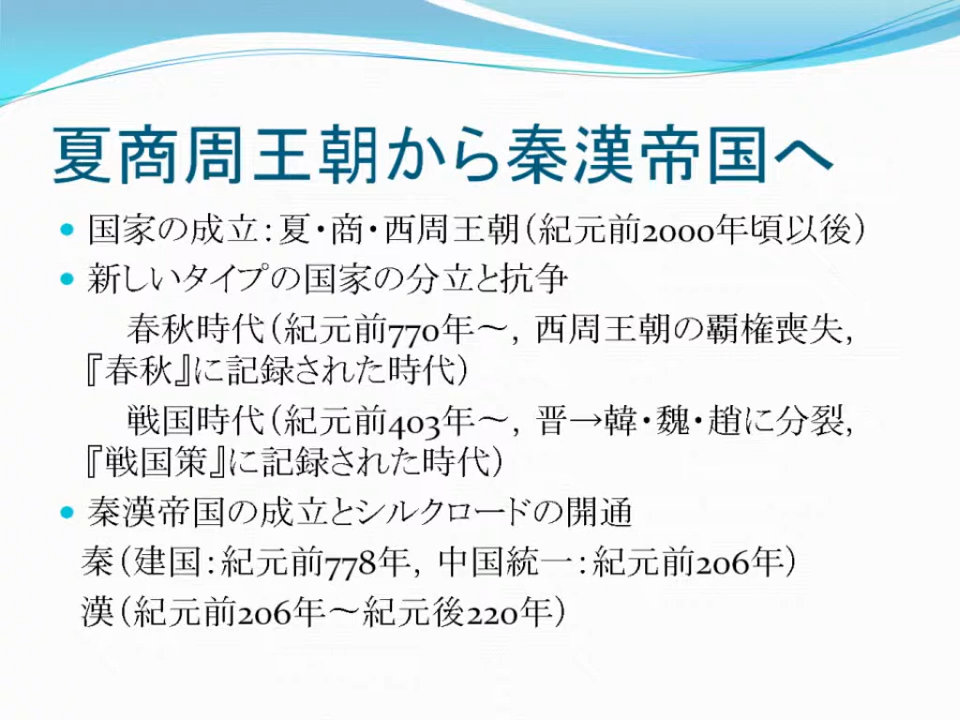 夏商周王朝から秦漢帝国へ
• 国家の成立：夏・商・西周王朝（紀元前2000年頃以後）
• 新しいタイプの国家の分立と抗争
春秋時代（紀元前770年～，西周王朝の覇権喪失，
『春秋』に記録された時代）
戦国時代（紀元前403年～，晋→韓・魏・趙に分裂，
『戦国策』に記録された時代）
• 秦漢帝国の成立とシルクロードの開通
秦（建国：紀元前778年，中国統一：紀元前206年）
漢（紀元前206年～紀元後220年）